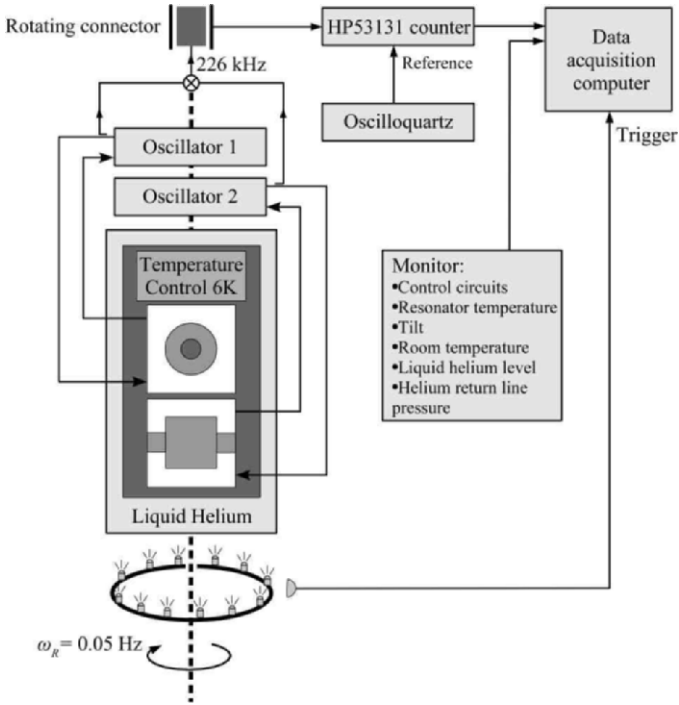 Rotating connector
HP53131 counter
Data
acquisition
computer
226 kHz
Reference
Oscilloquartz
Trigger
Oscillator 1
Oscillator 2
Temperature
Control 6K
Monitor:
•Control circuits
•Resonator temperature
•Tilt
•Room temperature
•Liquid helium level
•Helium return line
pressure
Liquid Helium
ω_R = 0.05 Hz